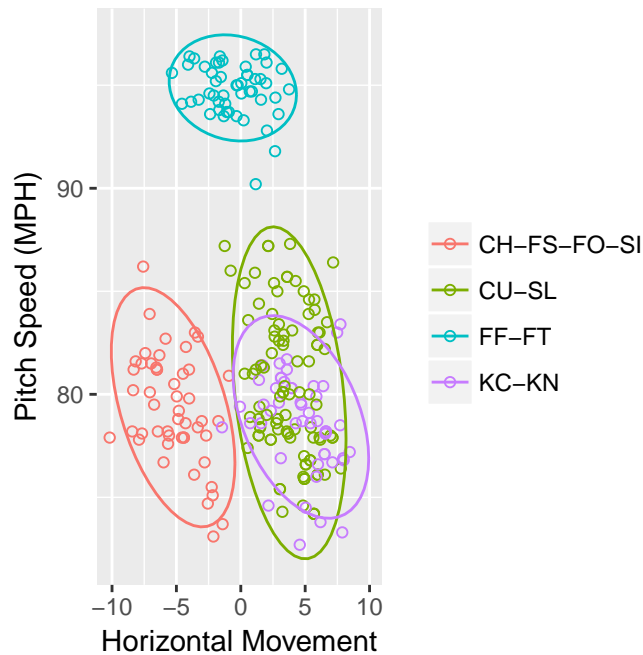 Pitch Speed (MPH)
90
80
−10 −5 0 5 10
Horizontal Movement
CH−FS−FO−SI
CU−SL
FF−FT
KC−KN